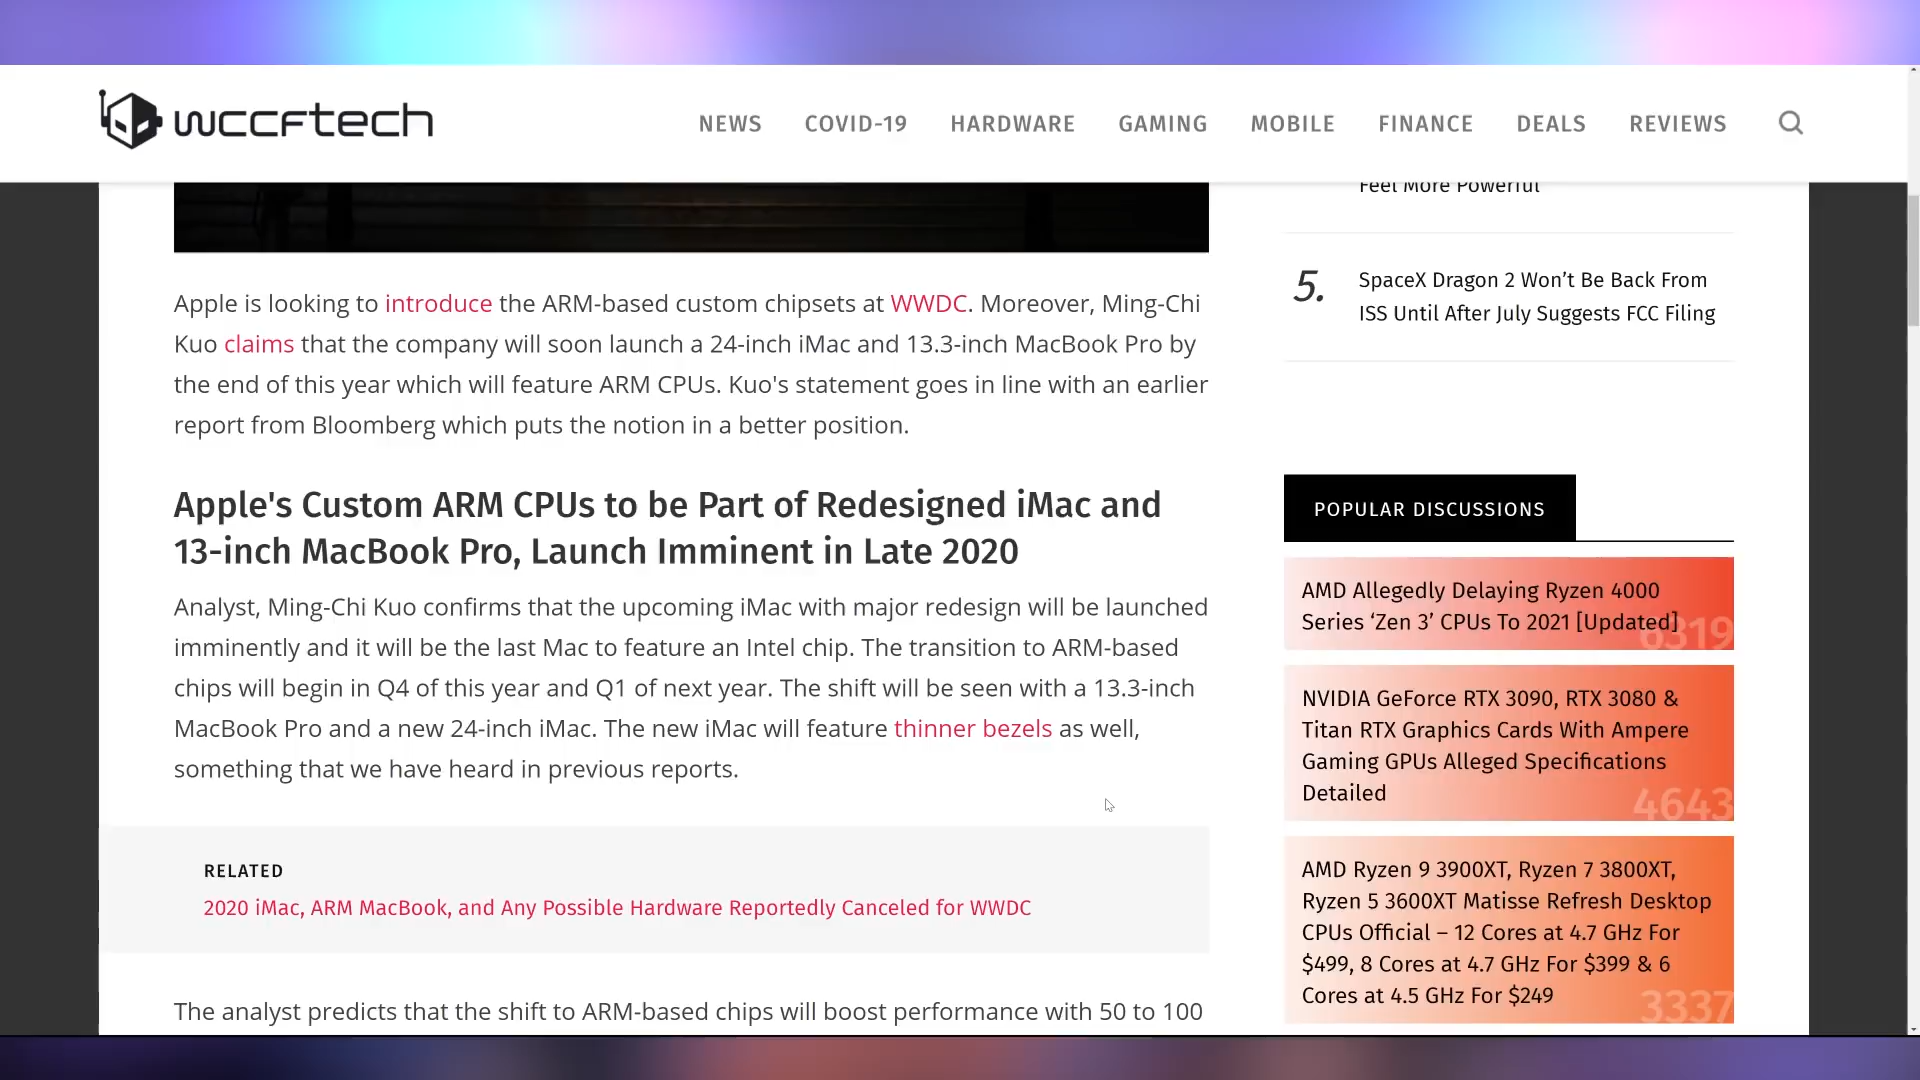 wccftech
NEWS COVID-19 HARDWARE GAMING MOBILE FINANCE DEALS REVIEWS
Apple is looking to introduce the ARM-based custom chipsets at WWDC. Moreover, Ming-Chi
Kuo claims that the company will soon launch a 24-inch iMac and 13.3-inch MacBook Pro by
the end of this year which will feature ARM CPUs. Kuo's statement goes in line with an earlier
report from Bloomberg which puts the notion in a better position.
Apple's Custom ARM CPUs to be Part of Redesigned iMac and
13-inch MacBook Pro, Launch Imminent in Late 2020
Analyst, Ming-Chi Kuo confirms that the upcoming iMac with major redesign will be launched
imminently and it will be the last Mac to feature an Intel chip. The transition to ARM-based
chips will begin in Q4 of this year and Q1 of next year. The shift will be seen with a 13.3-inch
MacBook Pro and a new 24-inch iMac. The new iMac will feature thinner bezels as well,
something that we have heard in previous reports.
RELATED
2020 iMac, ARM MacBook, and Any Possible Hardware Reportedly Canceled for WWDC
The analyst predicts that the shift to ARM-based chips will boost performance with 50 to 100
Feel More Powerful
5.
SpaceX Dragon 2 Won’t Be Back From
ISS Until After July Suggests FCC Filing
POPULAR DISCUSSIONS
AMD Allegedly Delaying Ryzen 4000
Series ‘Zen 3’ CPUs To 2021 [Updated]
6319
NVIDIA GeForce RTX 3090, RTX 3080 &
Titan RTX Graphics Cards With Ampere
Gaming GPUs Alleged Specifications
Detailed
4643
AMD Ryzen 9 3900XT, Ryzen 7 3800XT,
Ryzen 5 3600XT Matisse Refresh Desktop
CPUs Official – 12 Cores at 4.7 GHz For
$499, 8 Cores at 4.7 GHz For $399 & 6
Cores at 4.5 GHz For $249
3337